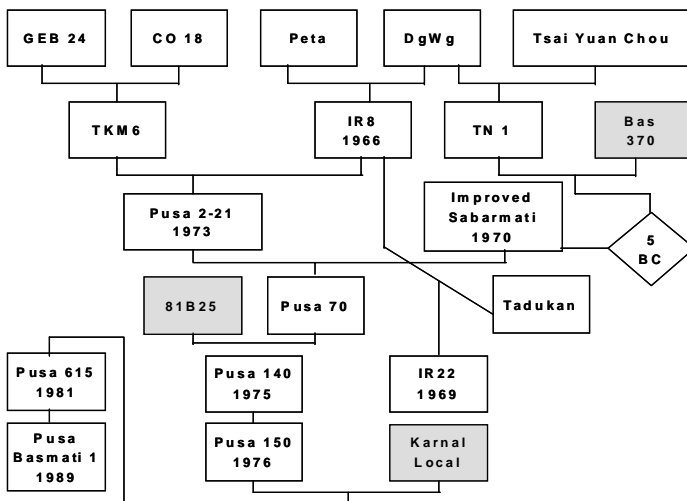 GEB 24
CO 18
Peta
DgWg
Tsai Yuan Chou
TKM6
IR8
1966
TN 1
Bas
370
Pusa 2-21
1973
Improved
Sabarmati
1970
5
BC
81B25
Pusa 70
Tadukan
Pusa 615
1981
Pusa 140
1975
IR22
1969
Pusa
Basmati 1
1989
Pusa 150
1976
Karnal
Local